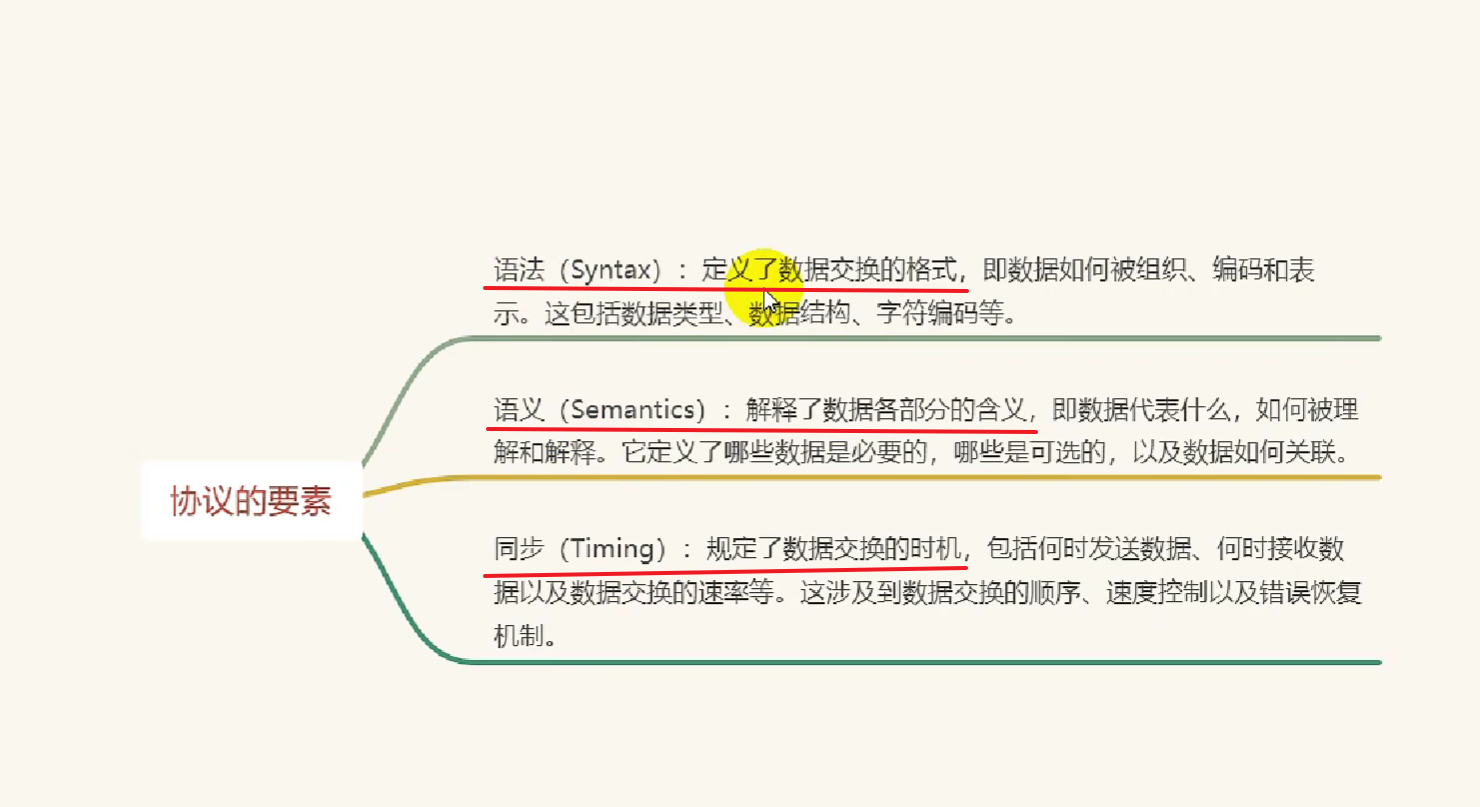 语法（Syntax）：定义了数据交换的格式，即数据如何被组织、编码和表
示。这包括数据类型、数据结构、字符编码等。
语义（Semantics）：解释了数据各部分的含义，即数据代表什么，如何被理
解和解释。它定义了哪些数据是必要的，哪些是可选的，以及数据如何关联。
协议的要素
同步（Timing）：规定了数据交换的时机，包括何时发送数据、何时接收数
据以及数据交换的速率等。这涉及到数据交换的顺序、速度控制以及错误恢复
机制。